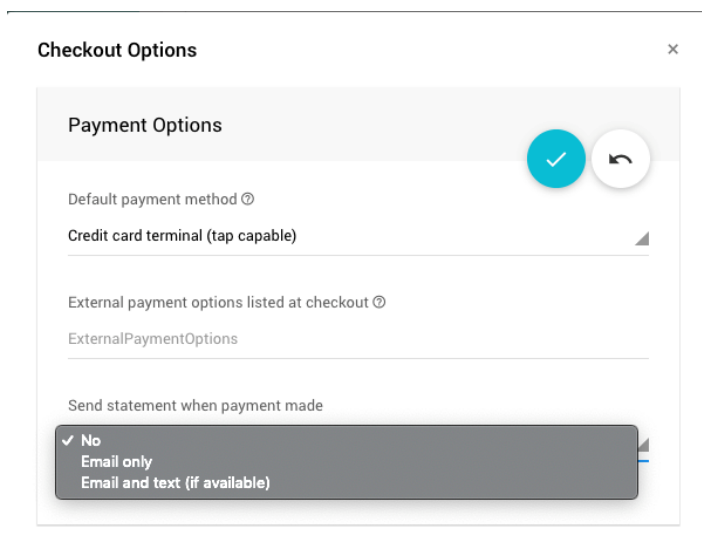 Checkout Options
Payment Options
Default payment method
Credit card terminal (tap capable)
External payment options listed at checkout
ExternalPaymentOptions
Send statement when payment made
No
Email only
Email and text (if available)